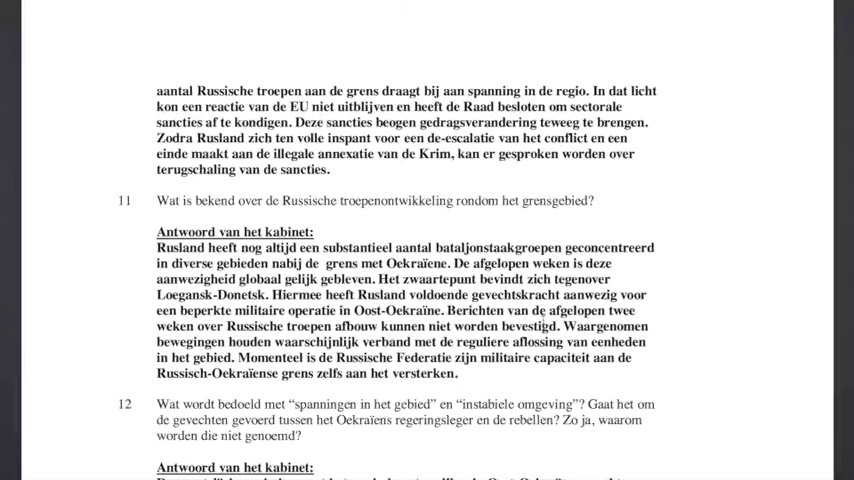 aantal Russische troepen aan de grens draagt bij aan spanning in de regio. In dat licht
kon een reactie van de EU niet uitblijven en heeft de Raad besloten om sectorale
sancties af te kondigen. Deze sancties beogen gedragsverandering teweeg te brengen.
Zodra Rusland zich ten volle inspant voor een de-escalatie van het conflict en een
einde maakt aan de illegale annexatie van de Krim, kan er gesproken worden over
terugschaling van de sancties.
11 Wat is bekend over de Russische troepenontwikkeling rondom het grensgebied?
Antwoord van het kabinet:
Rusland heeft nog altijd een substantieel aantal bataljonstaakgroepen geconcentreerd
in diverse gebieden nabij de grens met Oekraïene. De afgelopen weken is deze
aanwezigheid globaal gelijk gebleven. Het zwaartepunt bevindt zich tegenover
Loegansk-Donetsk. Hiermee heeft Rusland voldoende gevechtskracht aanwezig voor
een beperkte militaire operatie in Oost-Oekraïne. Berichten van de afgelopen twee
weken over Russische troepen afbouw kunnen niet worden bevestigd. Waargenomen
bewegingen houden waarschijnlijk verband met de reguliere aflossing van eenheden
in het gebied. Momenteel is de Russische Federatie zijn militaire capaciteit aan de
Russisch-Oekraïense grens zelfs aan het versterken.
12 Wat wordt bedoeld met “spanningen in het gebied” en “instabiele omgeving”? Gaat het om
de gevechten gevoerd tussen het Oekraïens regeringsleger en de rebellen? Zo ja, waarom
worden die niet genoemd?
Antwoord van het kabinet: